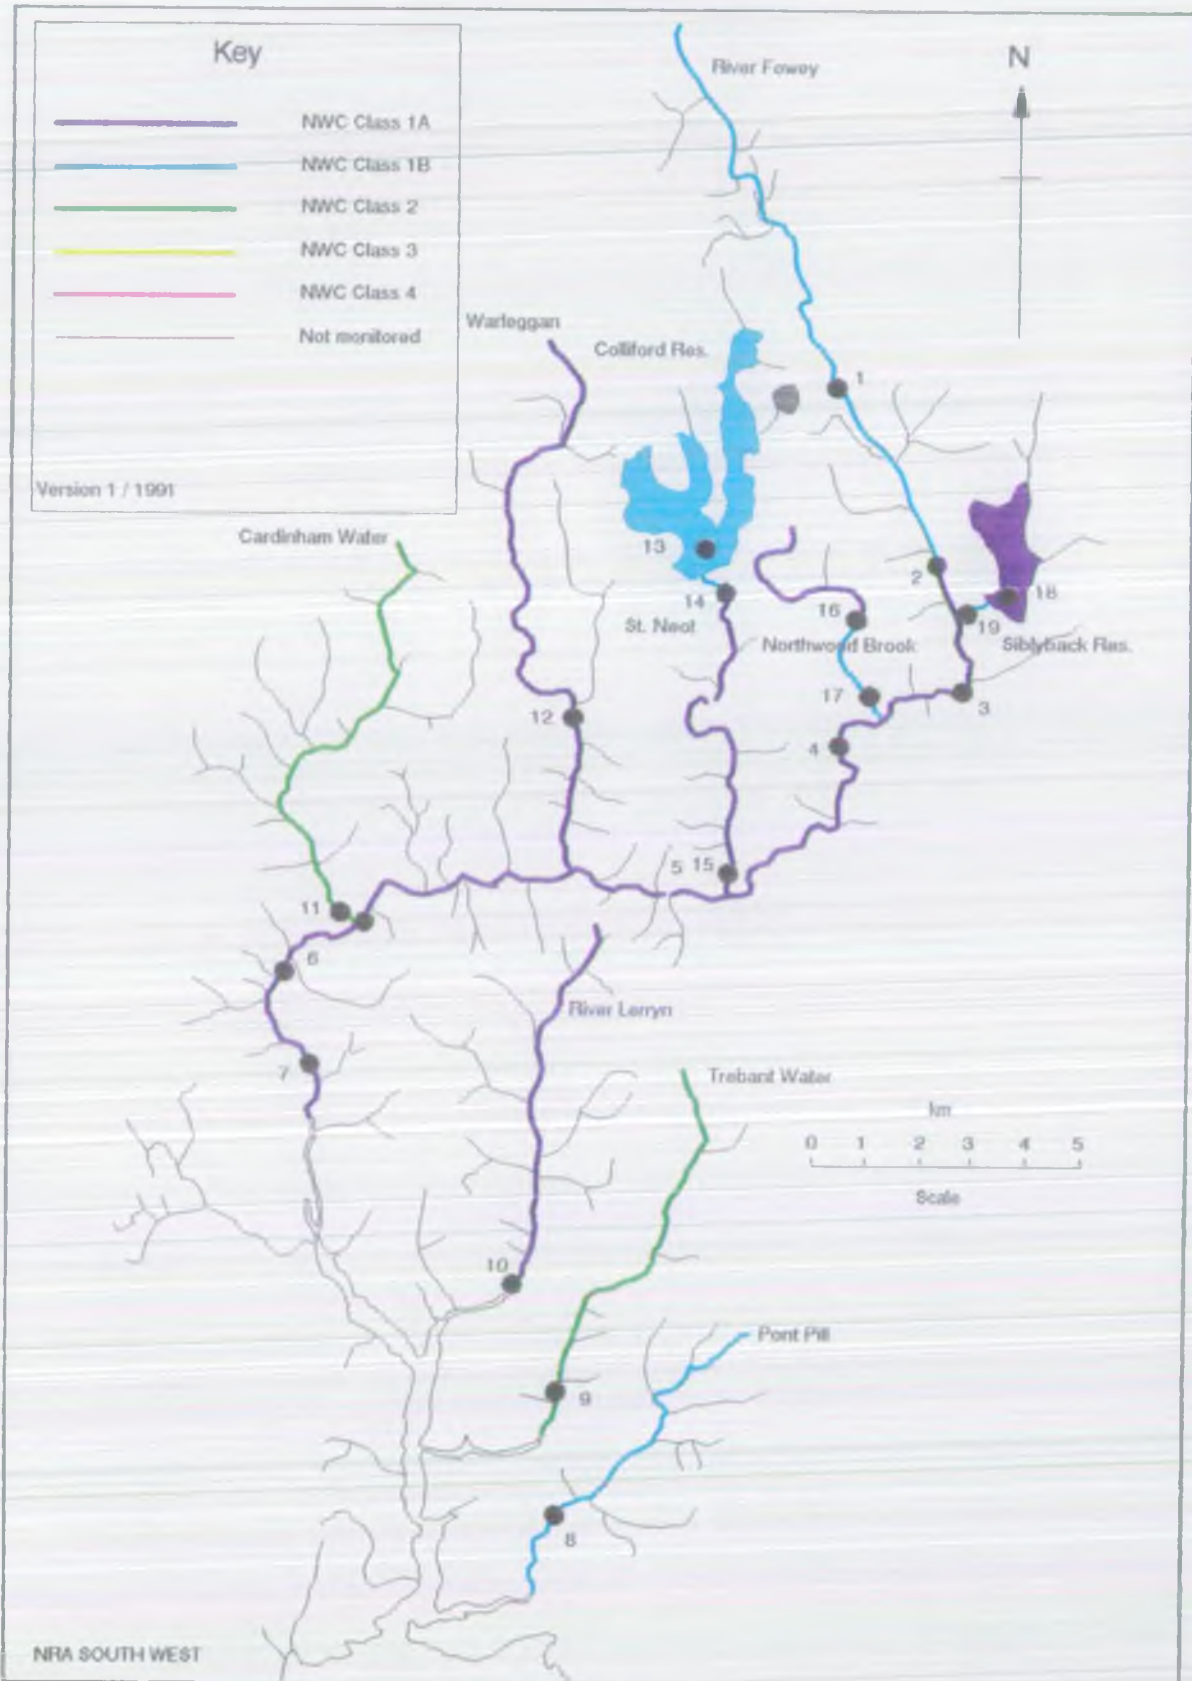 Key
NWC Class 1A
NWC Class 1B
NWC Class 2
NWC Class 3
NWC Class 4
Not monitored
Version 1 / 1991
River Fowey
N
Warleggan
Colliford Res.
1
Cardinham Water
13
2
14
16
18
19
St. Neot
Northwood Brook
Siblyback Res.
17
3
12
4
5
15
11
6
River Lerryn
7
Trebant Water
km
0 1 2 3 4 5
Scale
10
Pont Pill
9
8
NRA SOUTH WEST